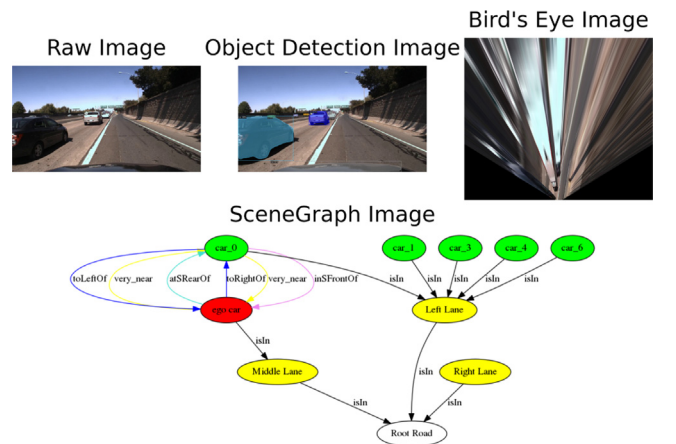 Raw Image
Object Detection Image
Bird's Eye Image
SceneGraph Image
car_0
car_1
car_3
car_4
car_6
toLeftOf
very_near
atSRearOf
toRightOf
very_near
inSFrontOf
isIn
isIn
isIn
isIn
isIn
ego-car
Left Lane
isIn
Middle Lane
isIn
Right Lane
isIn
isIn
Root Road